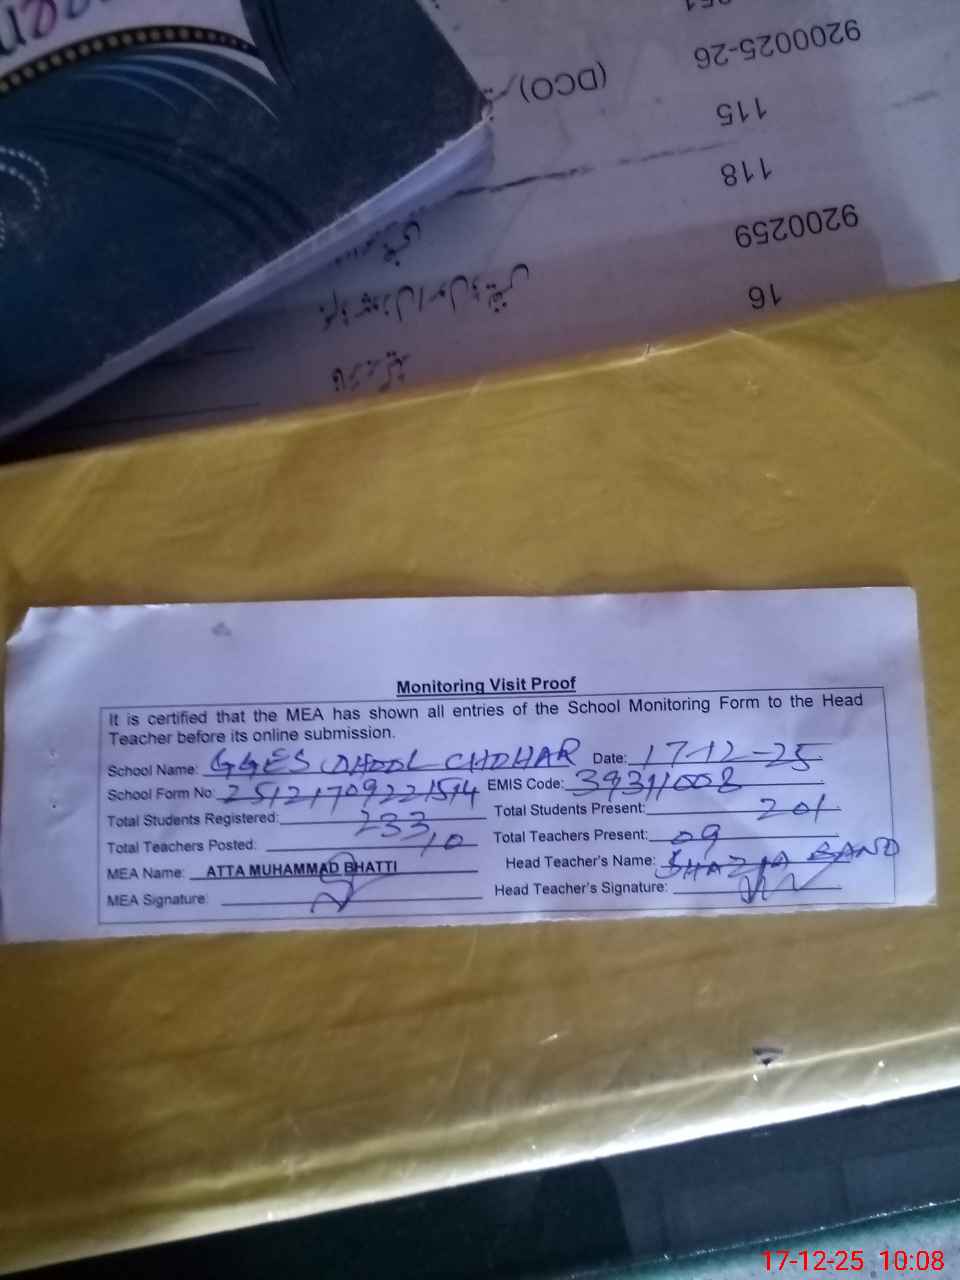 (DCO)
9200025-26
115
118
9200259
16
Monitoring Visit Proof
It is certified that the MEA has shown all entries of the School Monitoring Form to the Head
Teacher before its online submission.
School Name: GGES DHOOL CHOHAR Date: 17-12-25
School Form No: EMIS Code: 39311008
Total Students Registered: 233 Total Students Present: 201
Total Teachers Posted: 10 Total Teachers Present: 09
MEA Name: ATTA MUHAMMAD BHATTI Head Teacher's Name: SHAZIA BANO
MEA Signature: Head Teacher's Signature:
17-12-25 10:08